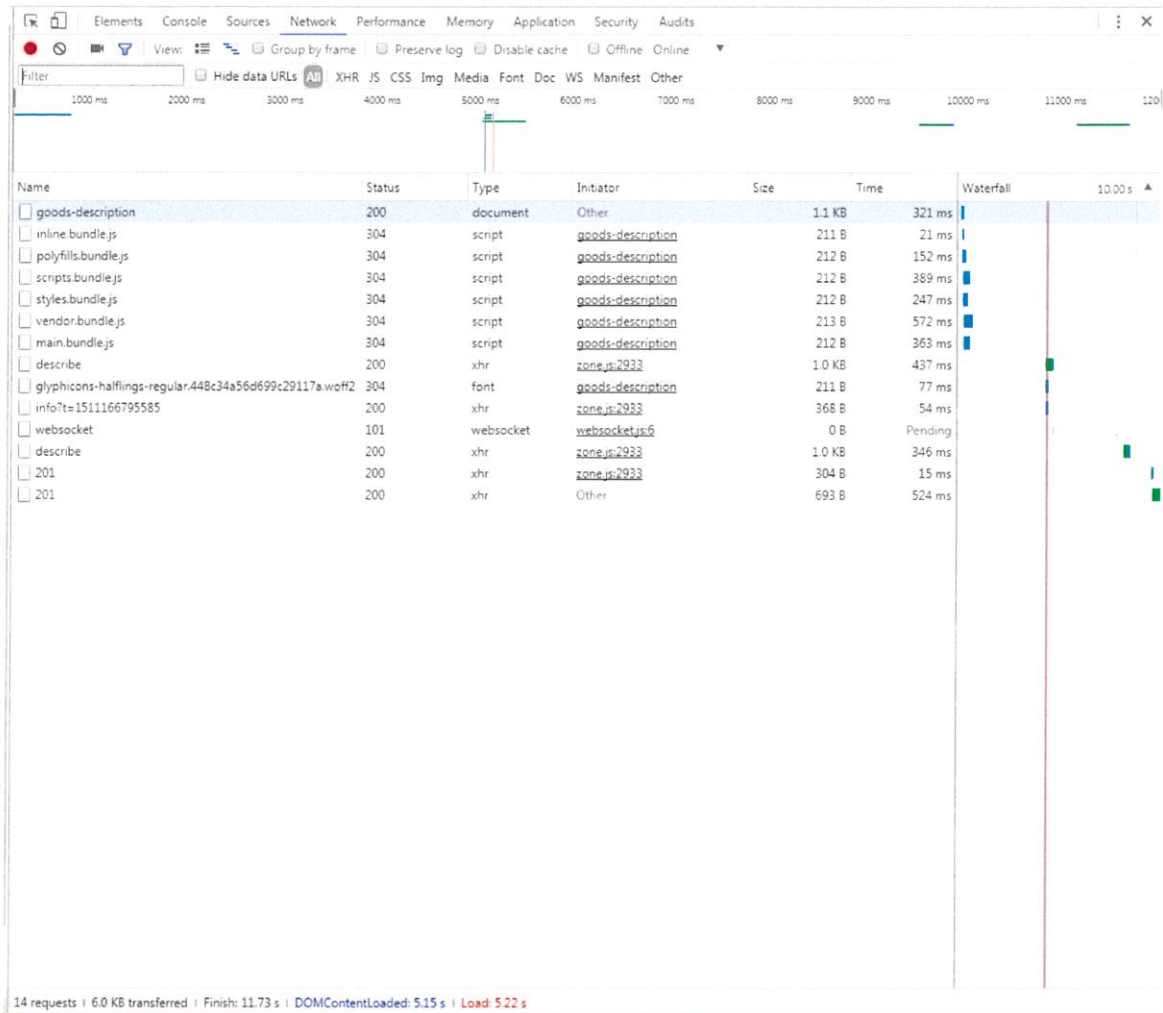 Elements Console Sources Network Performance Memory Application Security Audits
View: Group by frame Preserve log Disable cache Offline Online
Filter Hide data URLs All XHR JS CSS Img Media Font Doc WS Manifest Other
1000 ms 2000 ms 3000 ms 4000 ms 5000 ms 6000 ms 7000 ms 8000 ms 9000 ms 10000 ms 11000 ms 120
Name Status Type Initiator Size Time Waterfall 10.00 s
goods-description 200 document Other 1.1 KB 321 ms
inline.bundle.js 304 script goods-description 211 B 21 ms
polyfills.bundle.js 304 script goods-description 212 B 152 ms
scripts.bundle.js 304 script goods-description 212 B 389 ms
styles.bundle.js 304 script goods-description 212 B 247 ms
vendor.bundle.js 304 script goods-description 213 B 572 ms
main.bundle.js 304 script goods-description 212 B 363 ms
describe 200 xhr zone.js:2933 1.0 KB 437 ms
glyphicons-halflings-regular.448c34a56d699c29117a.woff2 304 font goods-description 211 B 77 ms
info?t=1511166795585 200 xhr zone.js:2933 368 B 54 ms
websocket 101 websocket websocket.js:6 0 B Pending
describe 200 xhr zone.js:2933 1.0 KB 346 ms
201 200 xhr zone.js:2933 304 B 15 ms
201 200 xhr Other 693 B 524 ms
14 requests | 6.0 KB transferred | Finish: 11.73 s | DOMContentLoaded: 5.15 s | Load: 5.22 s